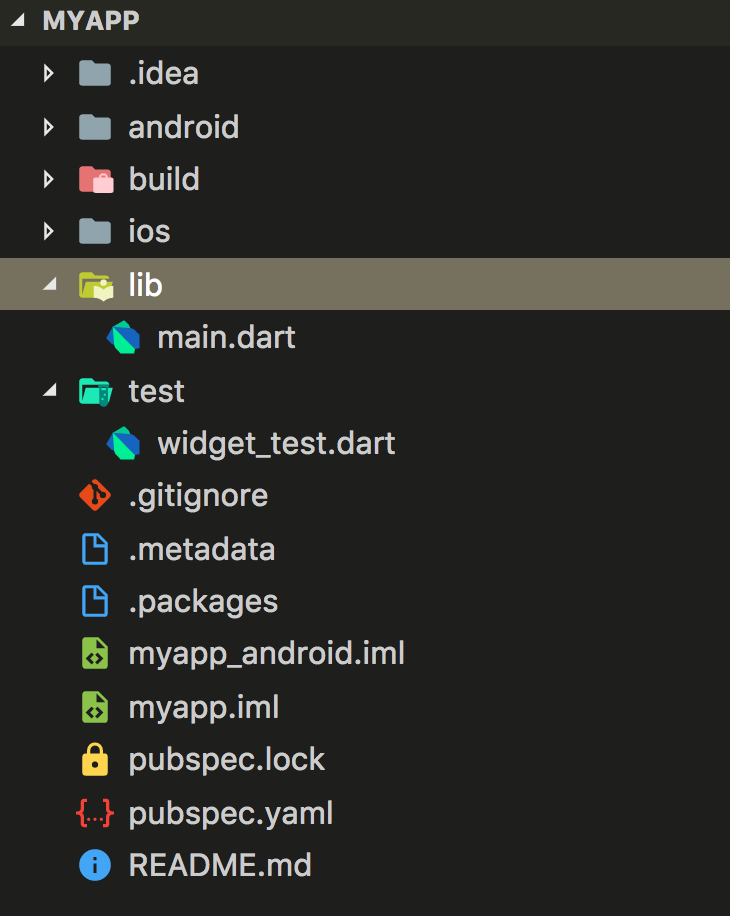 MYAPP
.idea
android
build
ios
lib
main.dart
test
widget_test.dart
.gitignore
.metadata
.packages
myapp_android.iml
myapp.iml
pubspec.lock
pubspec.yaml
README.md